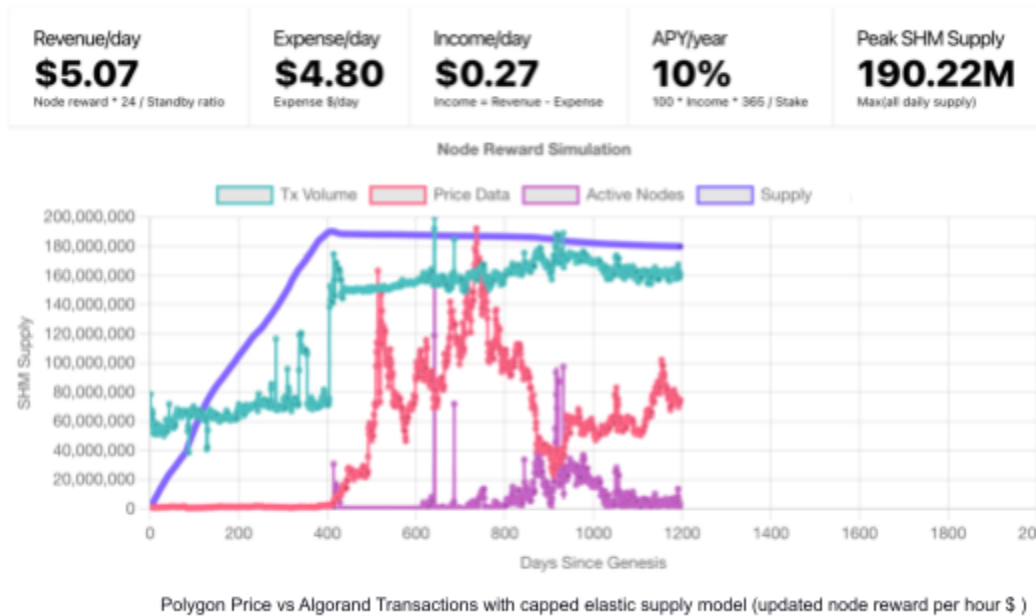 Revenue/day
$5.07
Node reward * 24 / Standby ratio
Expense/day
$4.80
Expense $/day
Income/day
$0.27
Income = Revenue - Expense
APY/year
10%
100 * Income * 365 / Stake
Peak SHM Supply
190.22M
Max(all daily supply)
Node Reward Simulation
Tx Volume Price Data Active Nodes Supply
200,000,000
180,000,000
160,000,000
140,000,000
120,000,000
100,000,000
80,000,000
60,000,000
40,000,000
20,000,000
0
SHM Supply
0 200 400 600 800 1000 1200 1400 1600 1800 200
Days Since Genesis
Polygon Price vs Algorand Transactions with capped elastic supply model (updated node reward per hour $ )